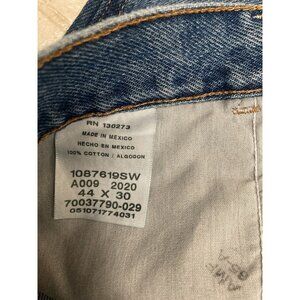 RN 130273
MADE IN MEXICO
HECHO EN MEXICO
100% COTTON / ALGODON
1087619SW
A009 2020
44 X 30
70037790-029
051071774031